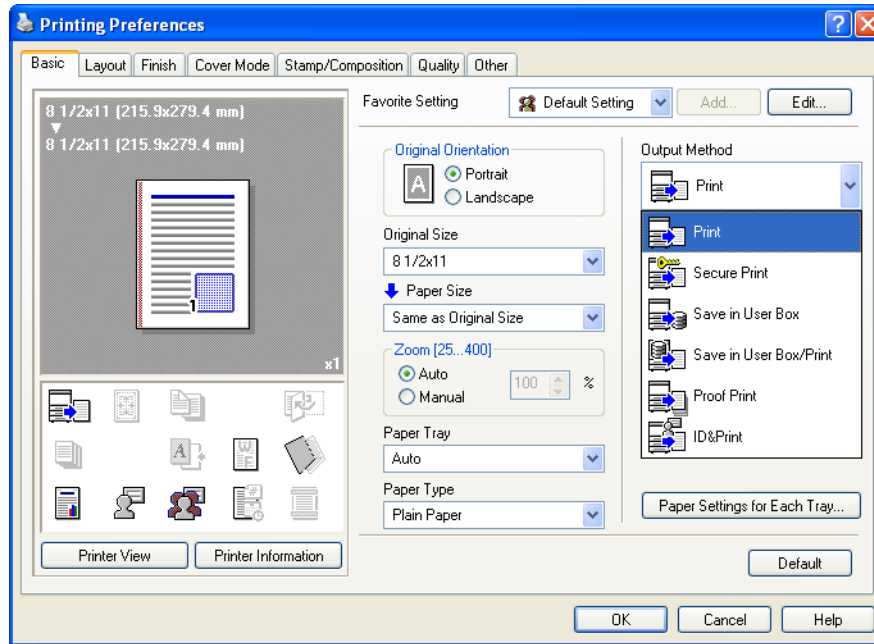 Printing Preferences
Basic Layout Finish Cover Mode Stamp/Composition Quality Other
8 1/2x11 (215.9x279.4 mm)
8 1/2x11 (215.9x279.4 mm)
1
x1
Printer View Printer Information
Favorite Setting Default Setting Add... Edit...
Original Orientation
A
Portrait
Landscape
Original Size
8 1/2x11
Paper Size
Same as Original Size
Zoom [25...400]
Auto
Manual
100 %
Paper Tray
Auto
Paper Type
Plain Paper
Output Method
Print
Print
Secure Print
Save in User Box
Save in User Box/Print
Proof Print
ID&Print
Paper Settings for Each Tray...
Default
OK Cancel Help